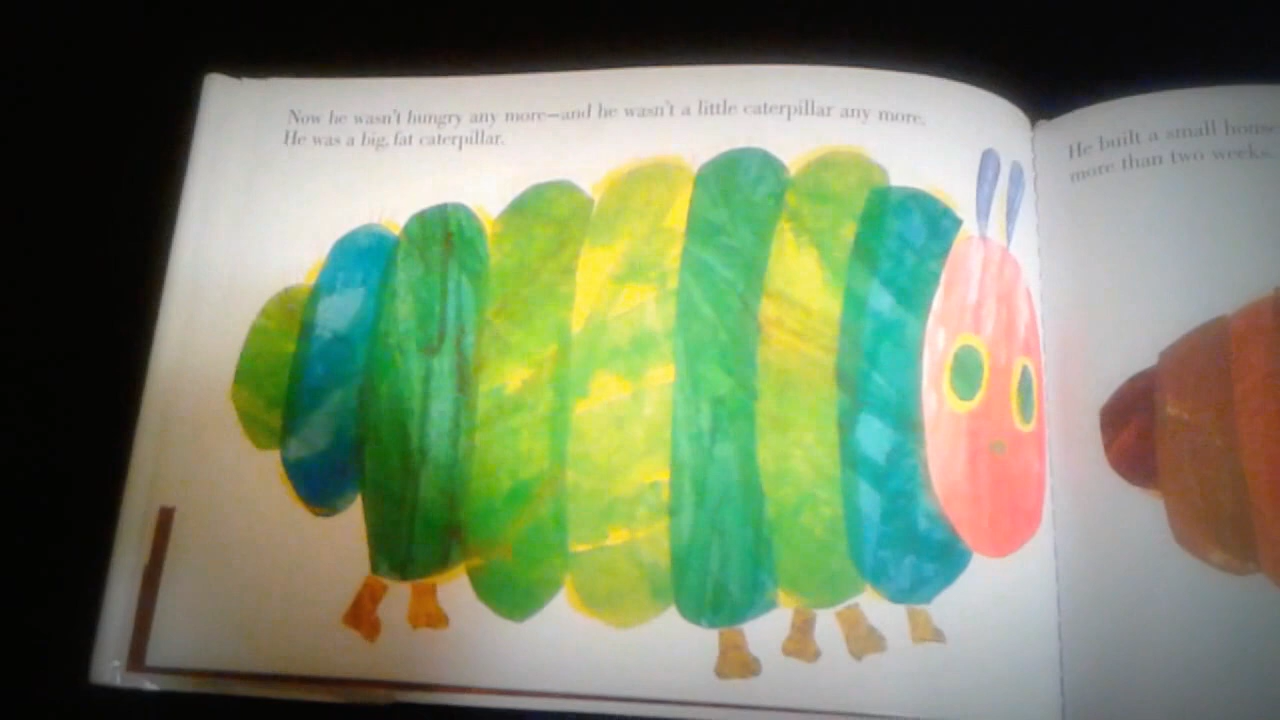 Now he wasn't hungry any more—and he wasn't a little caterpillar any more.
He was a big, fat caterpillar.
He built a small house
more than two weeks.